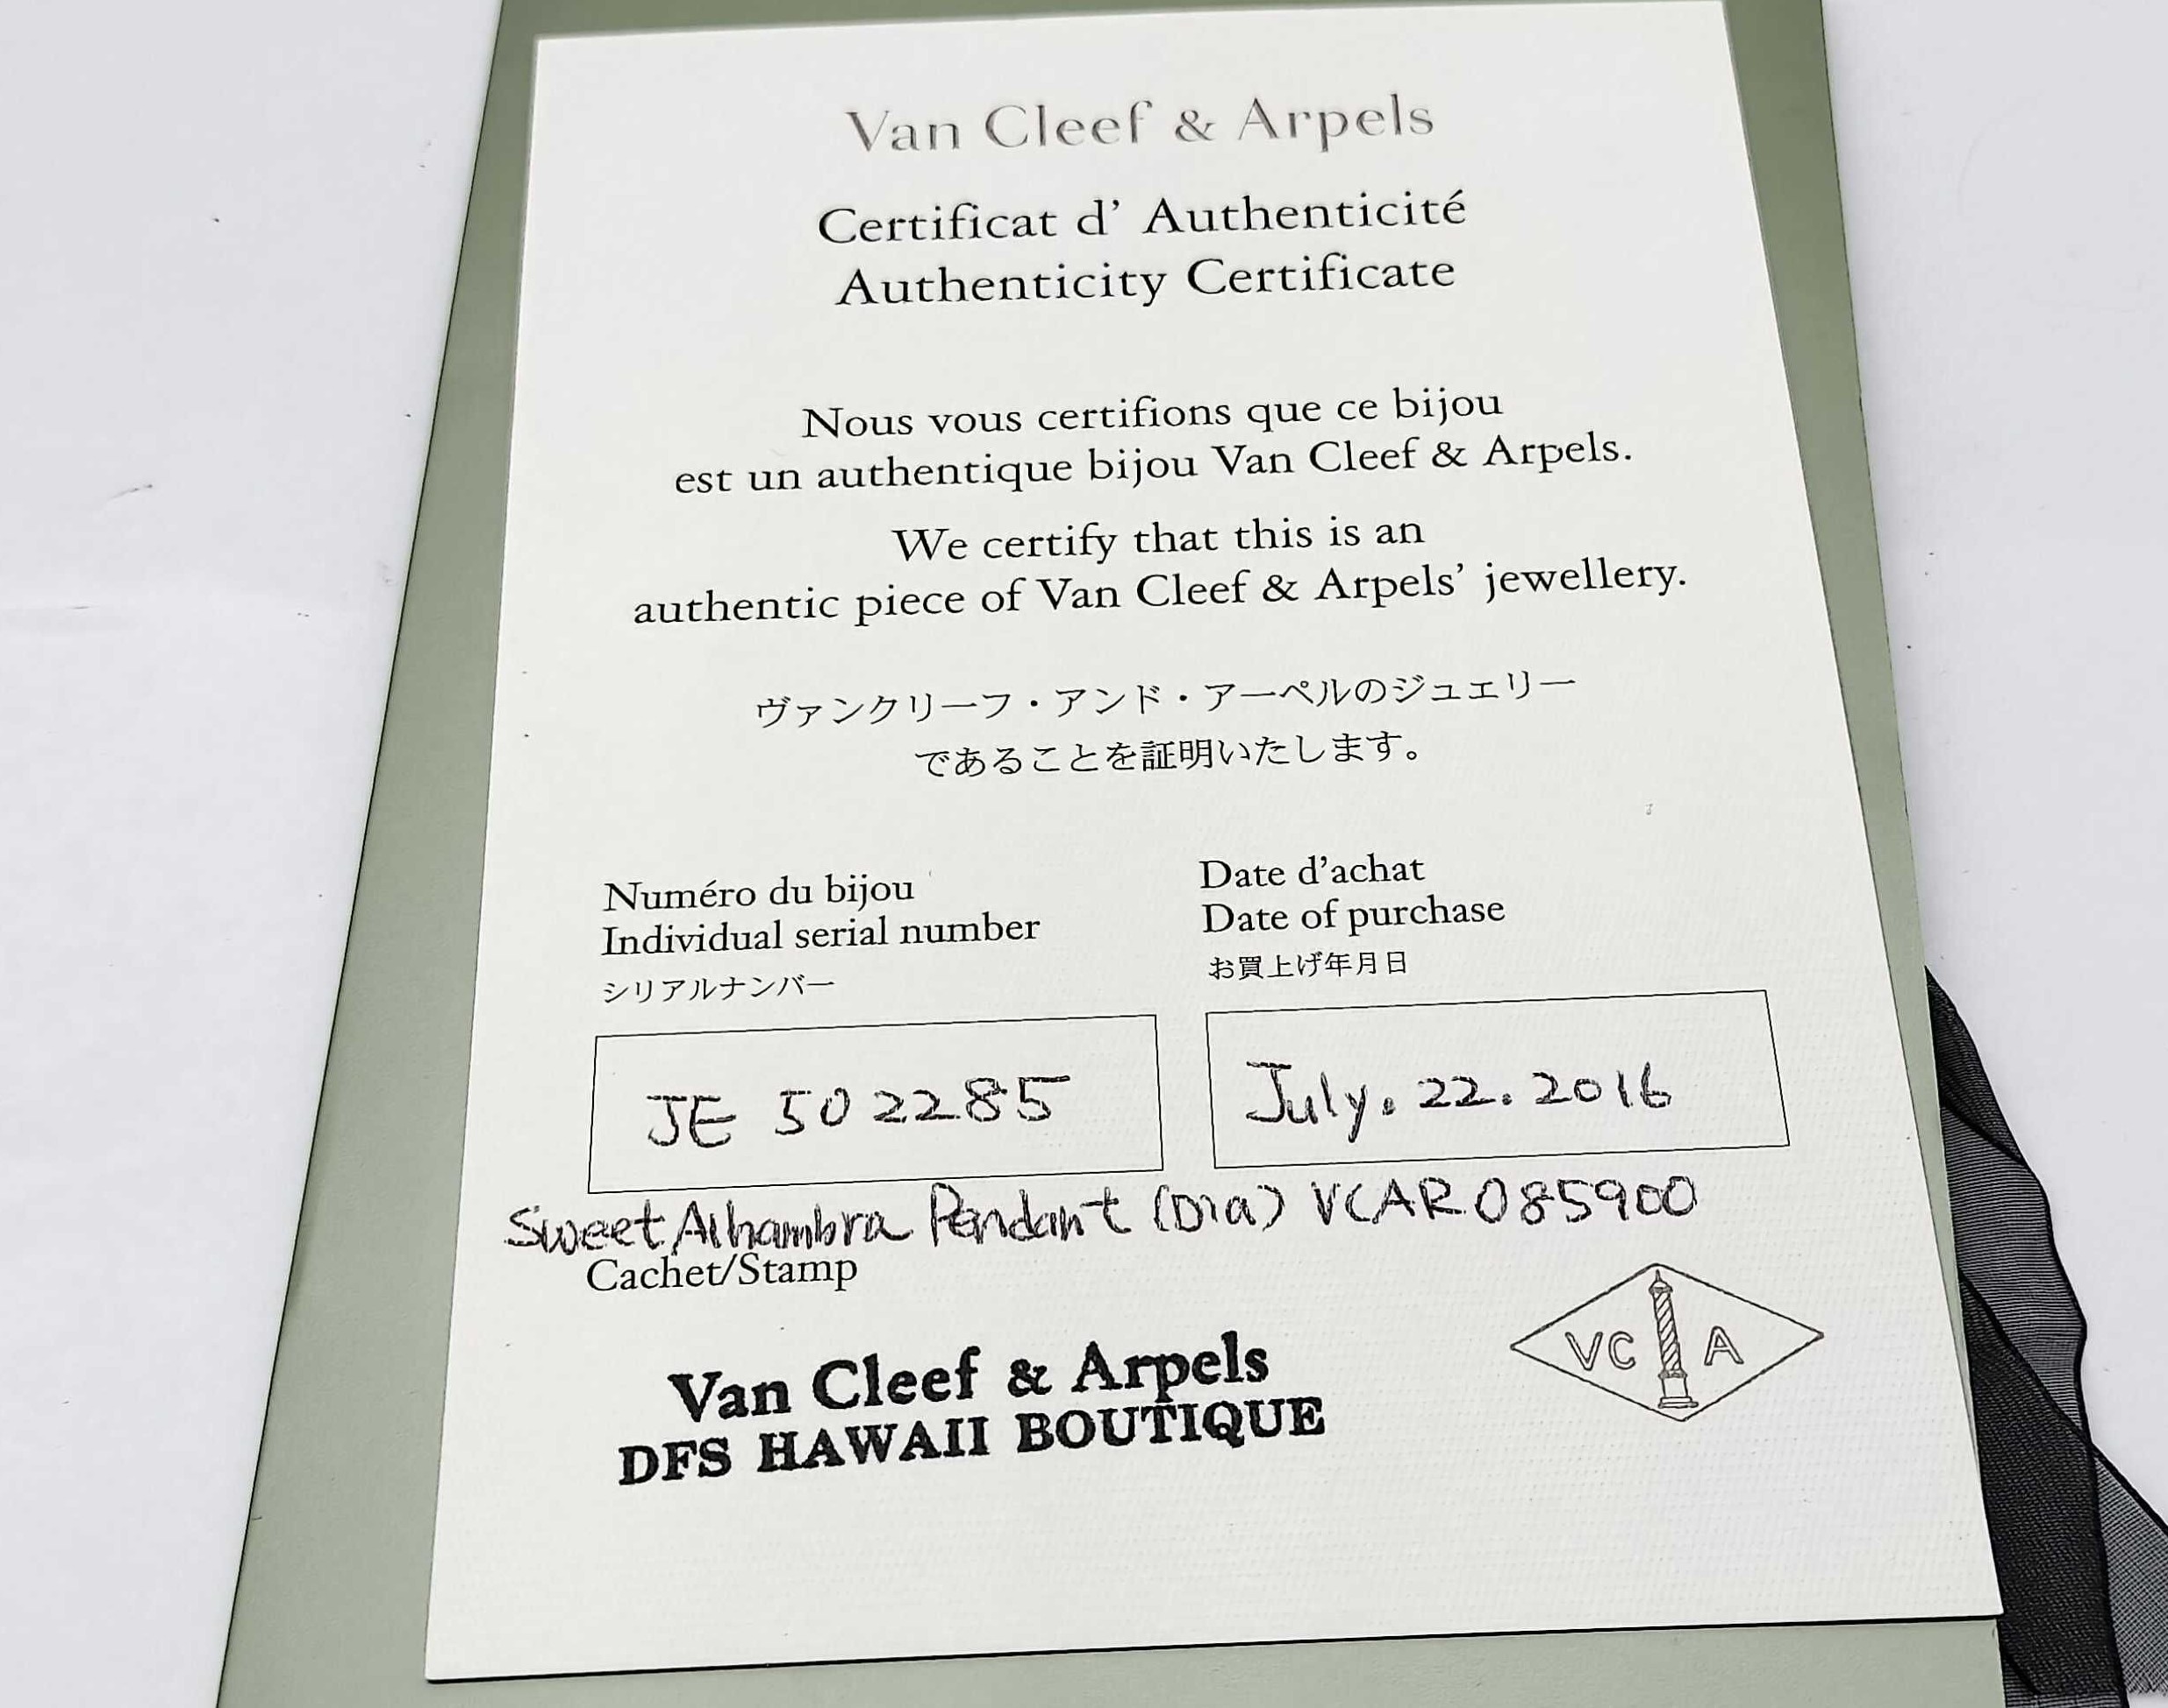 Van Cleef & Arpels
Certificat d’ Authenticité
Authenticity Certificate
Nous vous certifions que ce bijou
est un authentique bijou Van Cleef & Arpels.
We certify that this is an
authentic piece of Van Cleef & Arpels’ jewellery.
ヴァンクリーフ・アンド・アーペルのジュエリー
であることを証明いたします。
Numéro du bijou
Individual serial number
シリアルナンバー
JE 502285
Date d’achat
Date of purchase
お買上げ年月日
July. 22. 2016
Sweet Alhambra Pendant (Dia) VCARO85900
Cachet/Stamp
Van Cleef & Arpels
DFS HAWAII BOUTIQUE
VC A